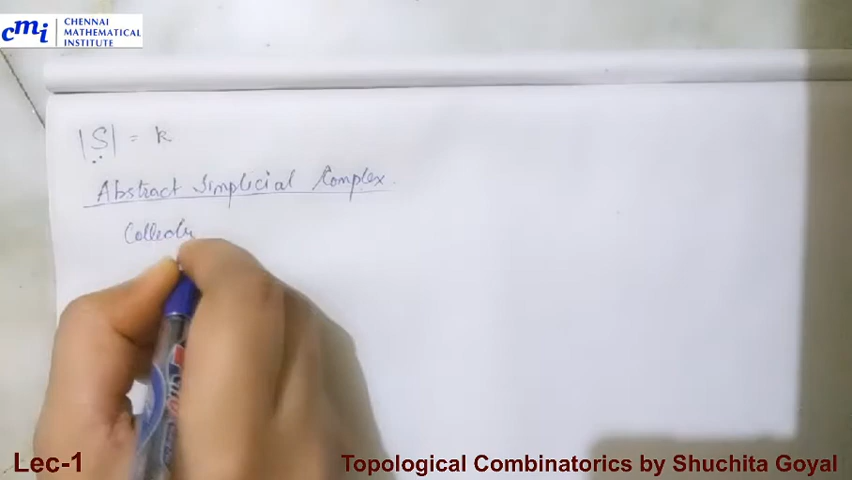 cmi CHENNAI
MATHEMATICAL
INSTITUTE
|S| = k
Abstract Simplicial Complex.
Lec-1
Topological Combinatorics by Shuchita Goyal